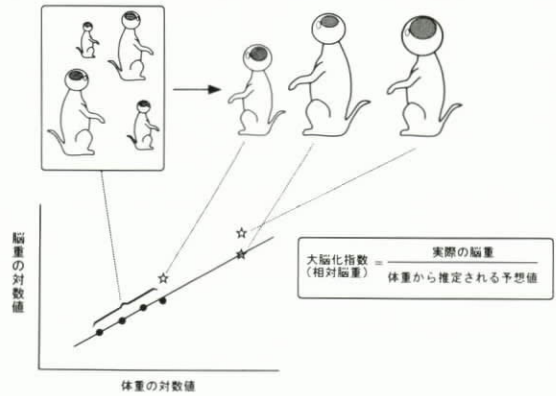 脳重の対数値
体重の対数値
大脳化指数
（相対脳重）
=
実際の脳重
体重から推定される予想値